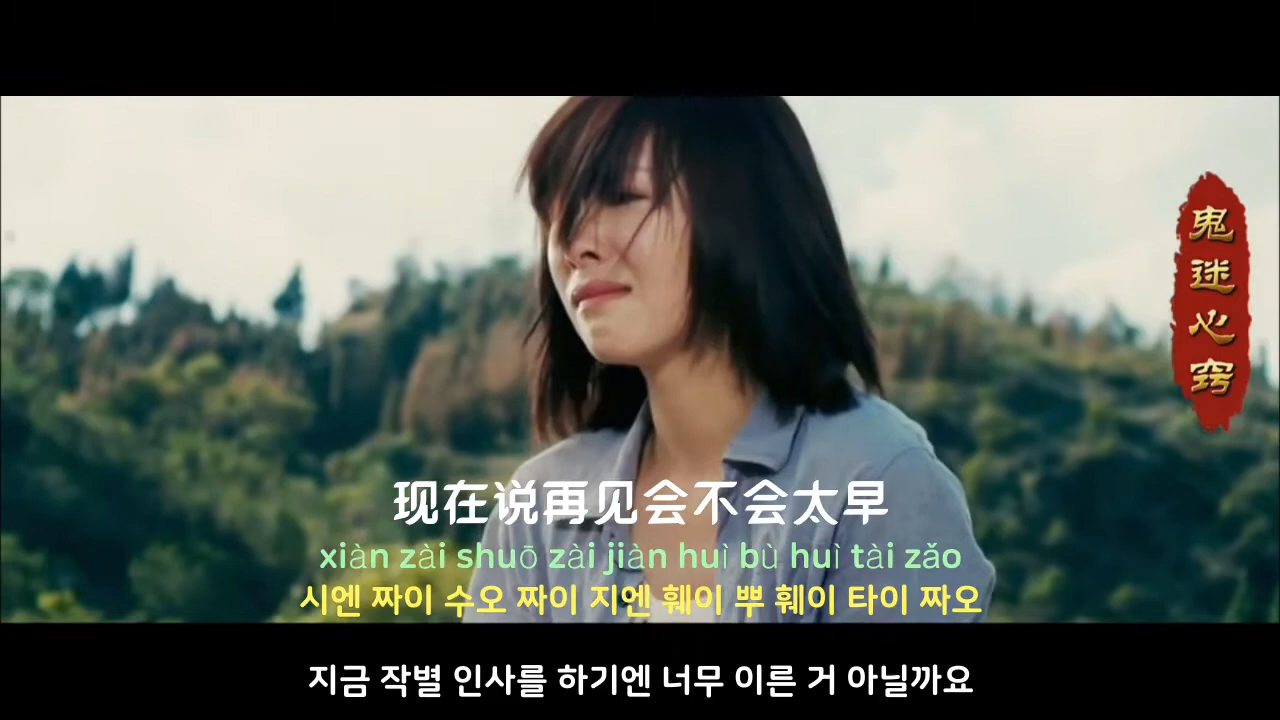 鬼迷心窍
现在说再见会不会太早
xiàn zài shuō zài jiàn huì bù huì tài zǎo
시엔 짜이 수오 짜이 지엔 훼이 뿌 훼이 타이 짜오
지금 작별 인사를 하기엔 너무 이른 거 아닐까요